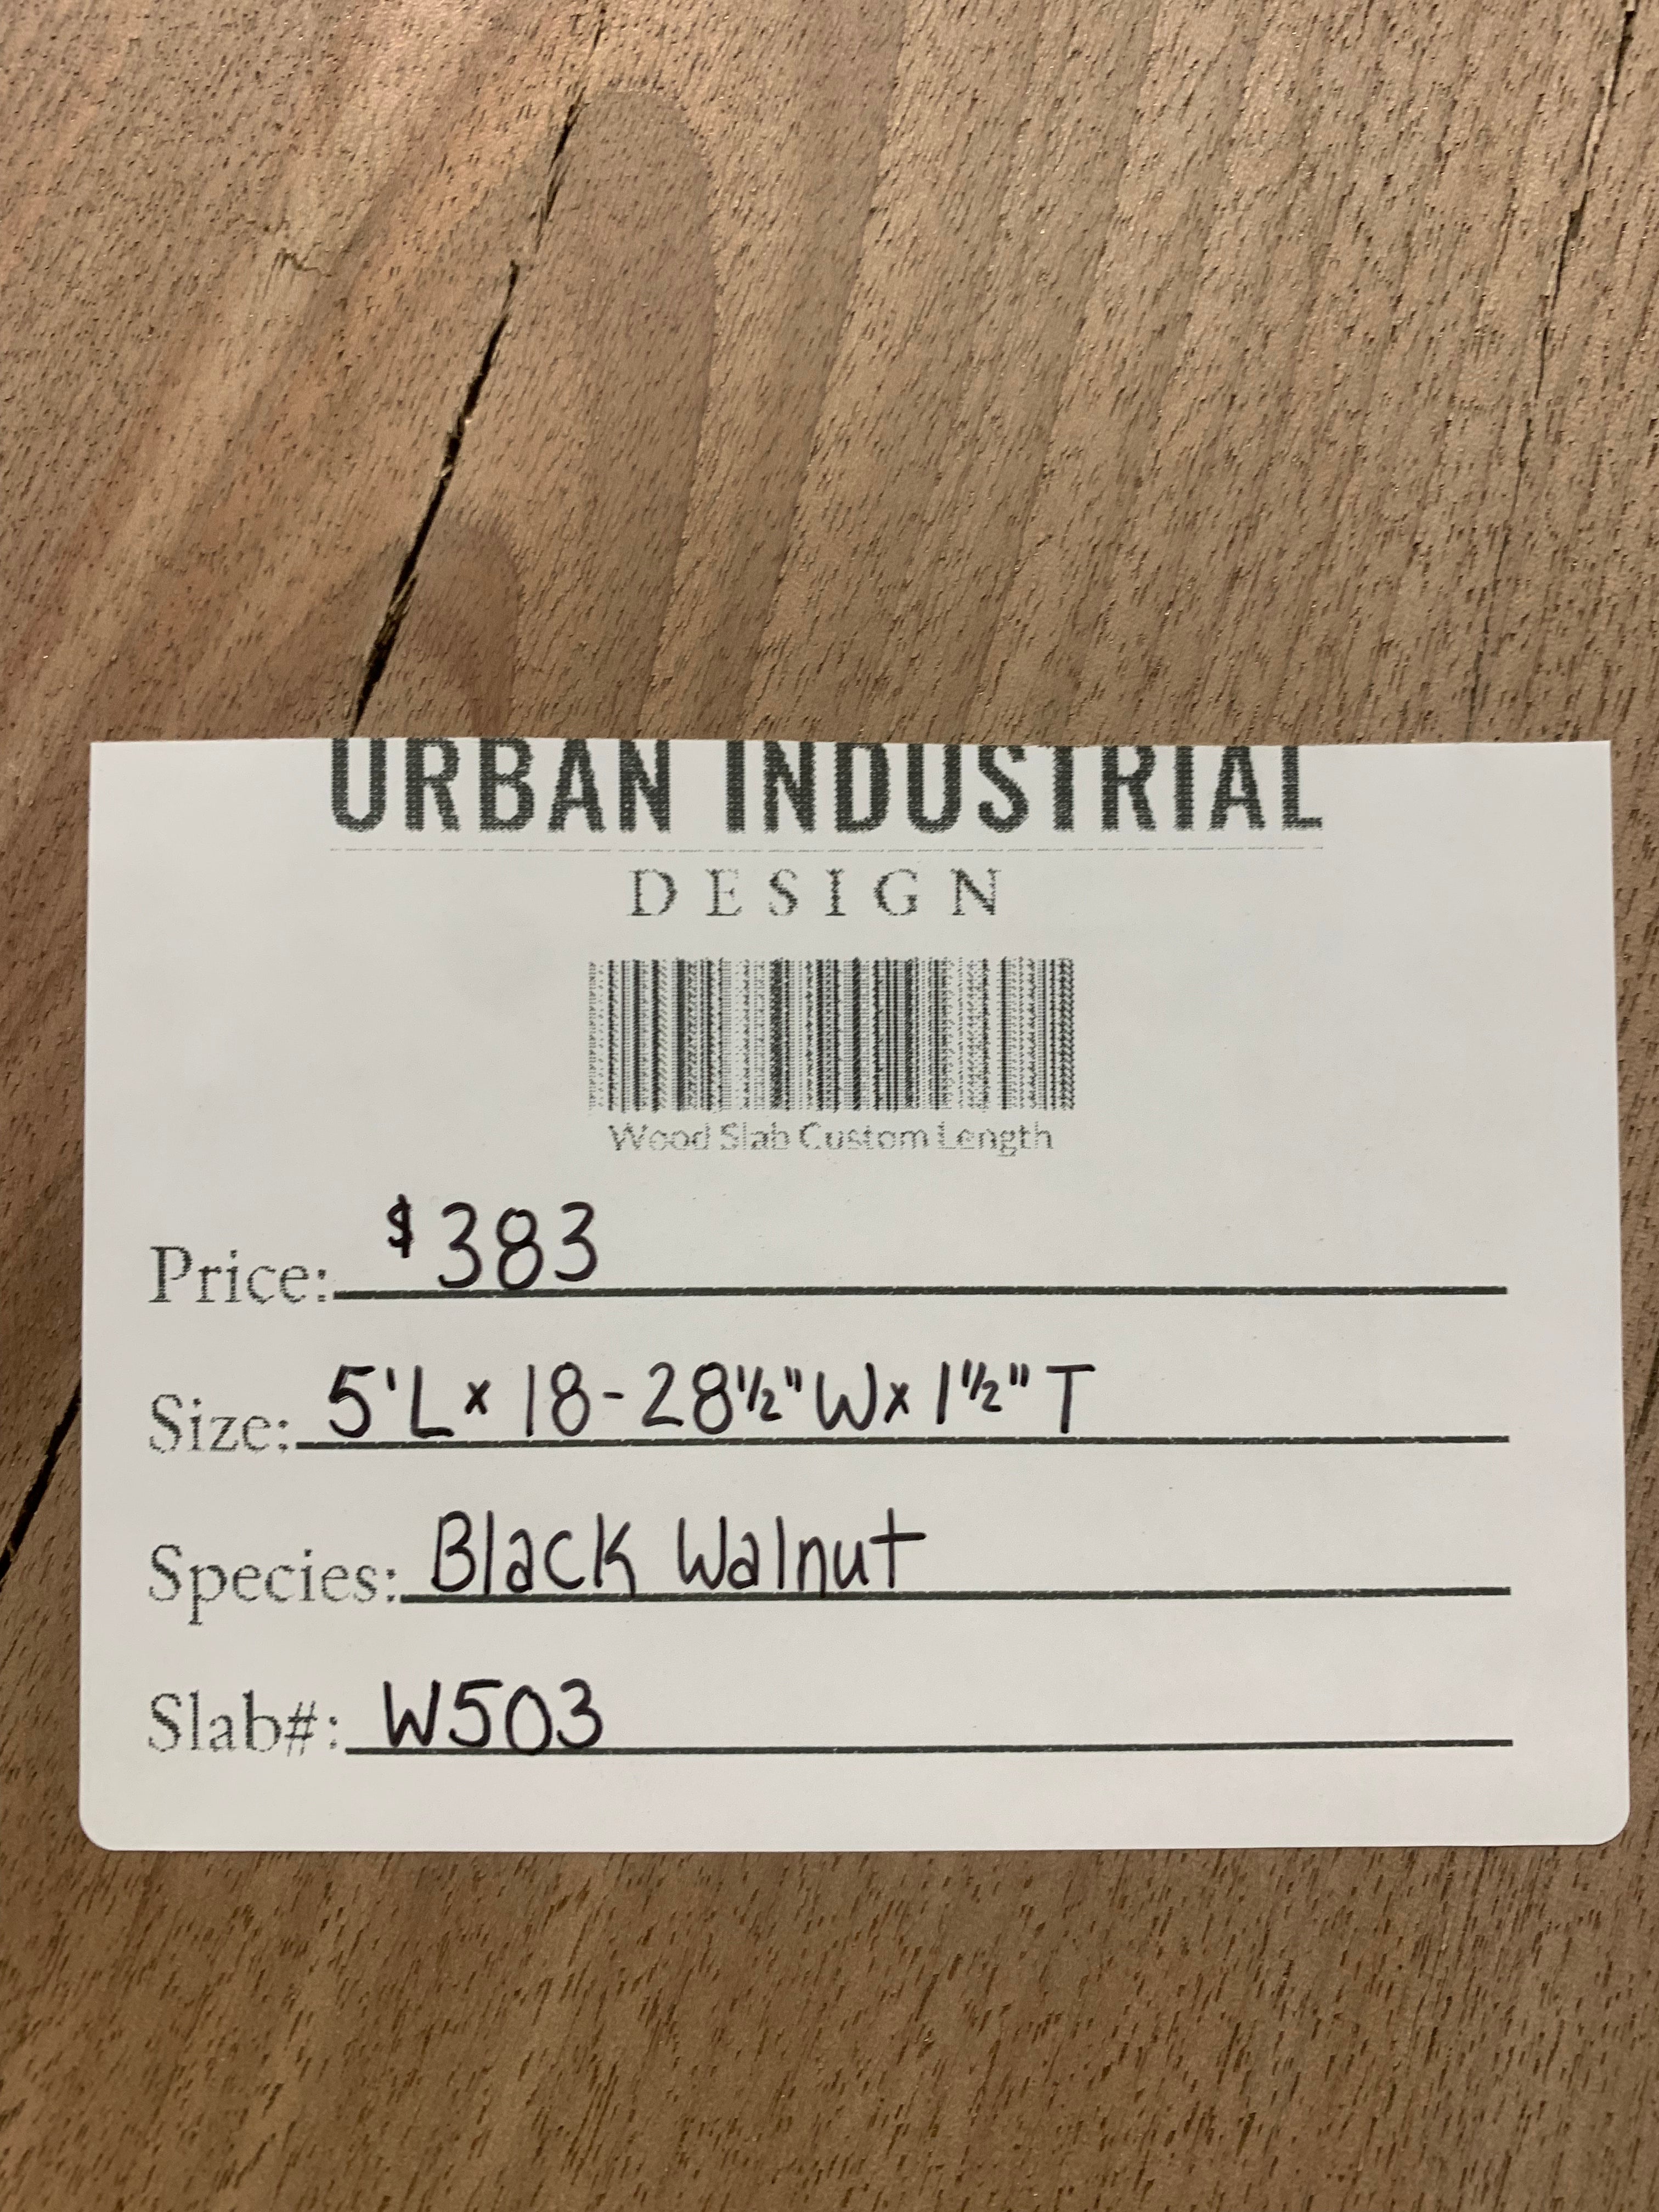 URBAN INDUSTRIAL
DESIGN
Wood Slab Custom Length
Price: $383
Size: 5'L x 18-28½"W x 1½"T
Species: Black Walnut
Slab#: W503